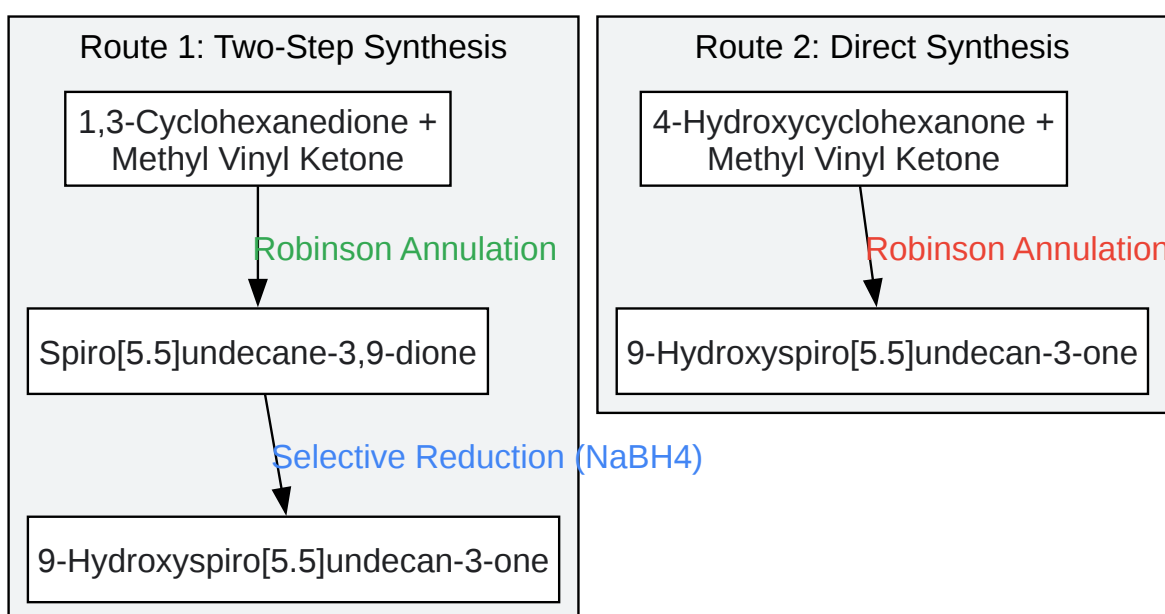 Route 1: Two-Step Synthesis
1,3-Cyclohexanedione +
Methyl Vinyl Ketone
Robinson Annulation
Spiro[5.5]undecane-3,9-dione
Selective Reduction (NaBH4)
9-Hydroxyspiro[5.5]undecan-3-one
Route 2: Direct Synthesis
4-Hydroxycyclohexanone +
Methyl Vinyl Ketone
Robinson Annulation
9-Hydroxyspiro[5.5]undecan-3-one